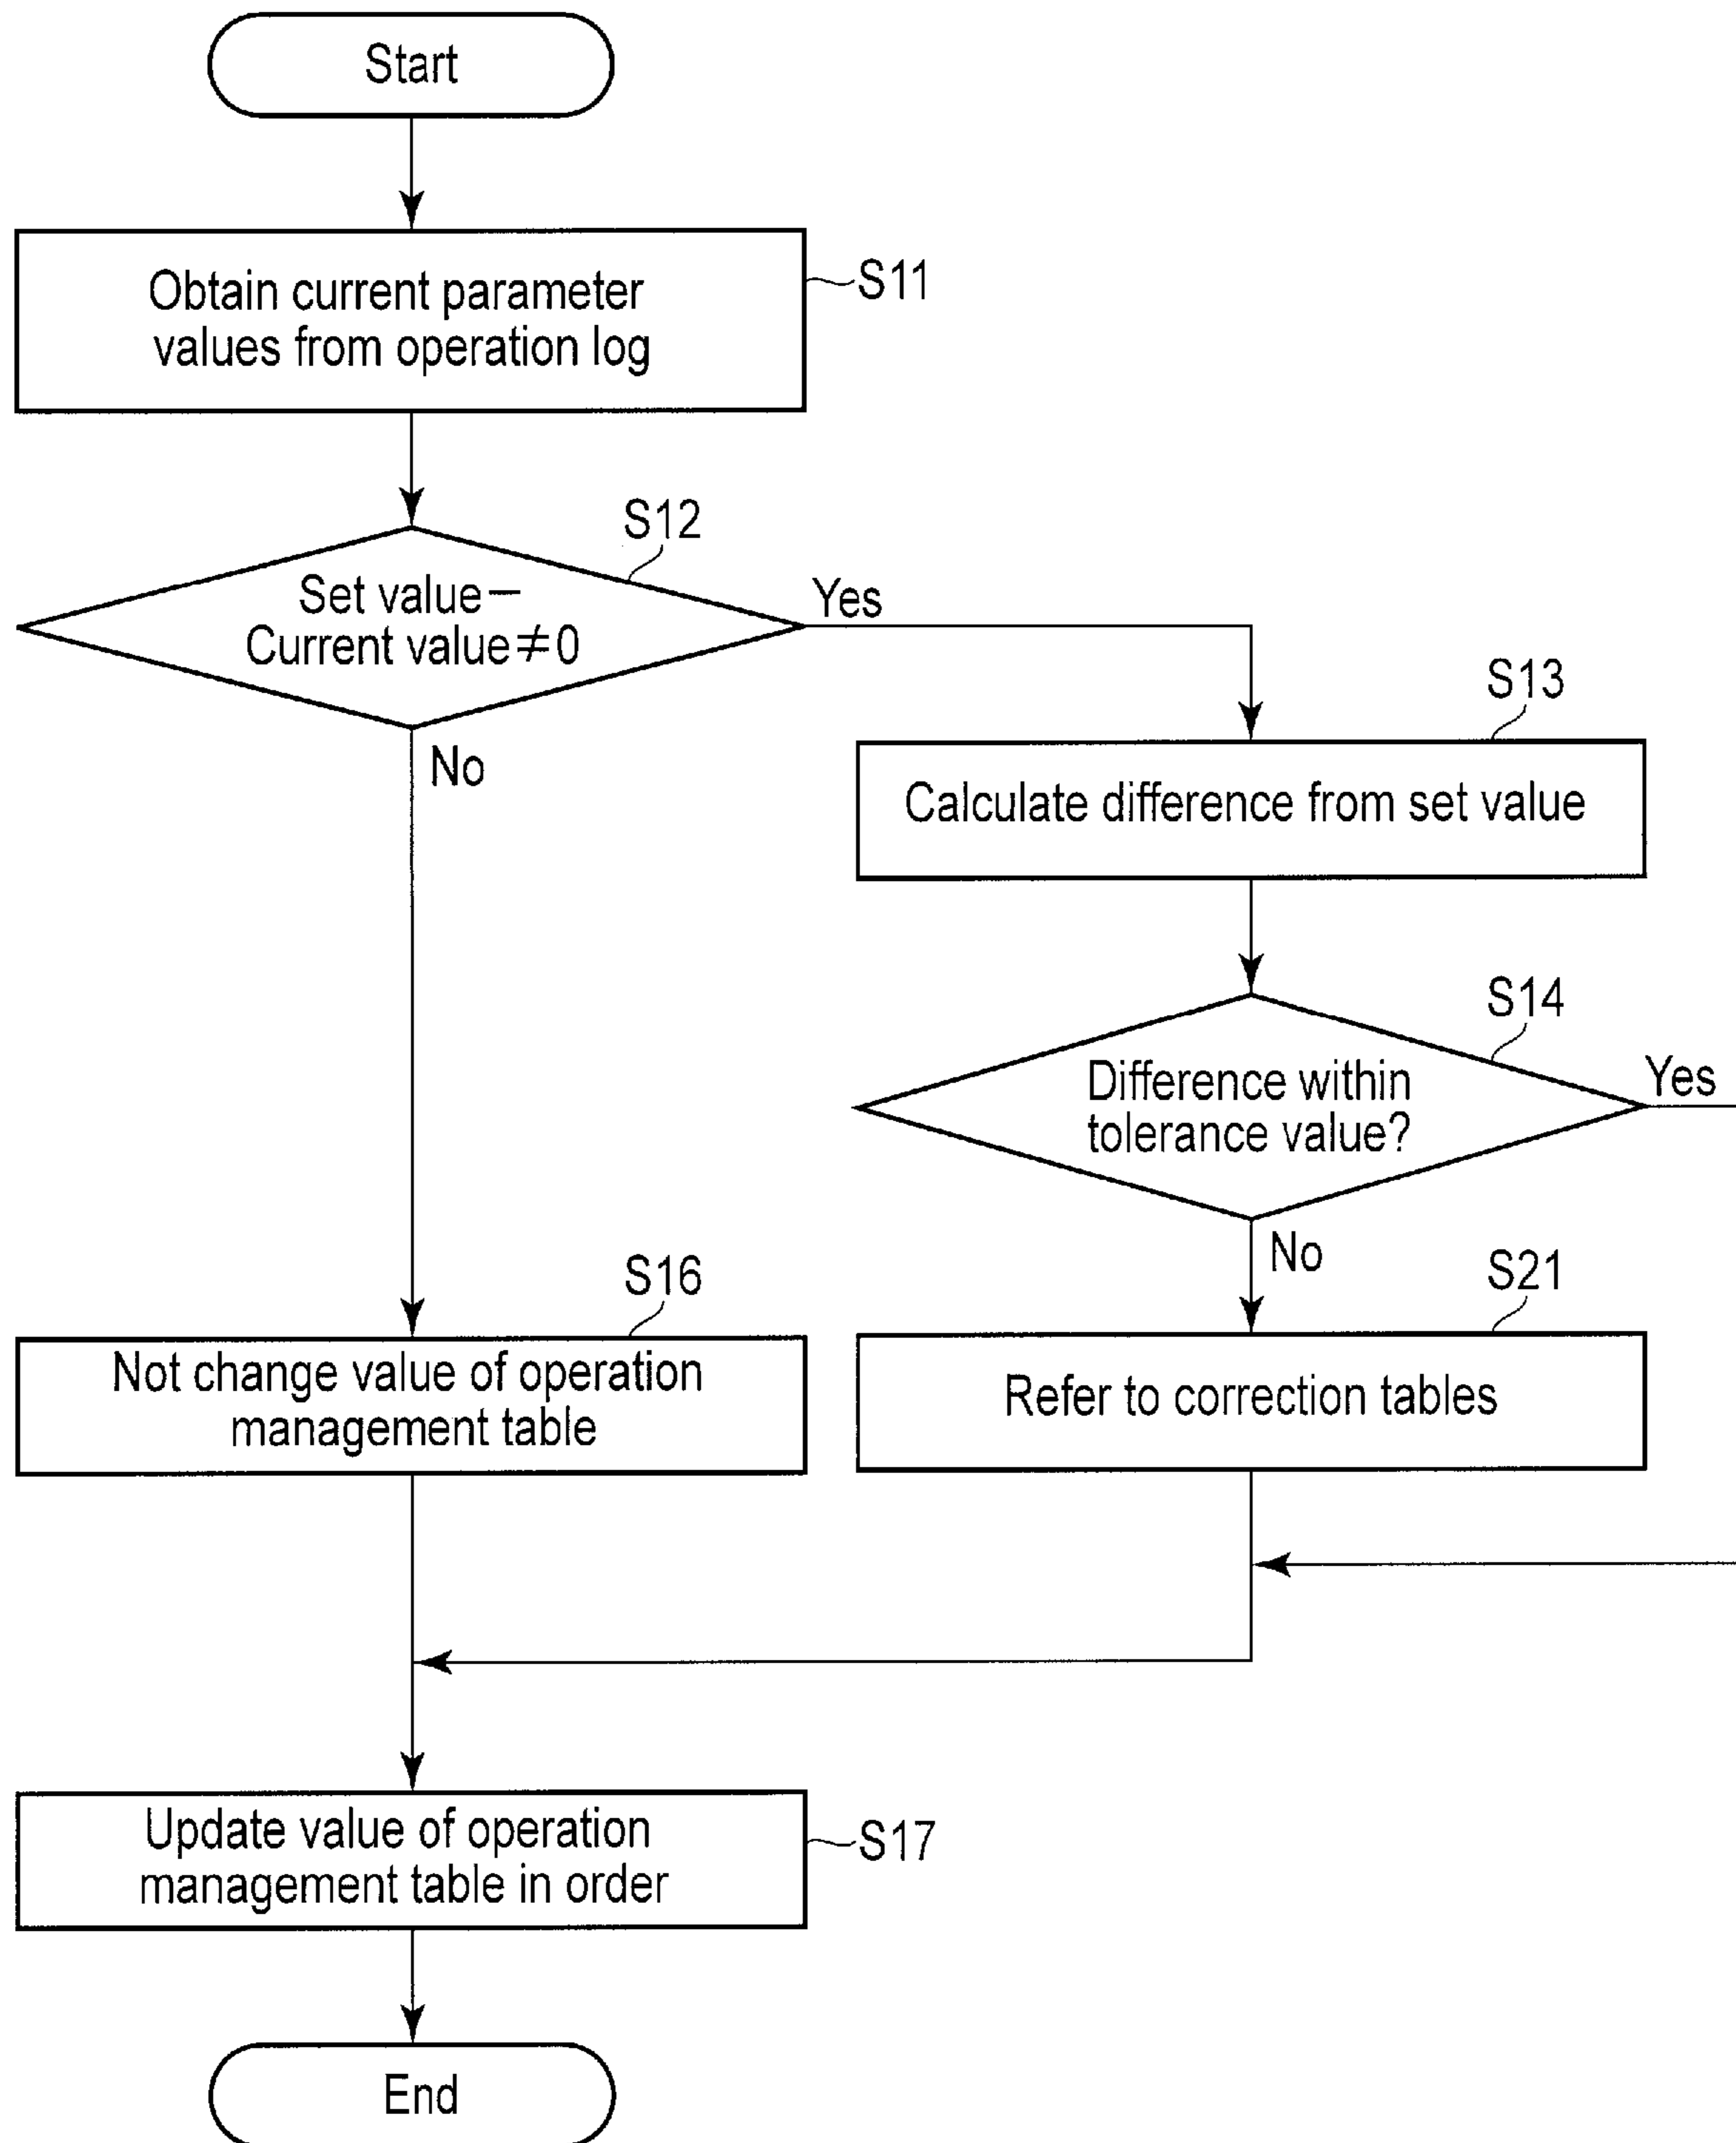 Start
Obtain current parameter
values from operation log
S11
S12
Set value－
Current value≠0
Yes
No
S13
Calculate difference from set value
S14
Difference within
tolerance value?
Yes
No
S16
Not change value of operation
management table
S21
Refer to correction tables
Update value of operation
management table in order
S17
End